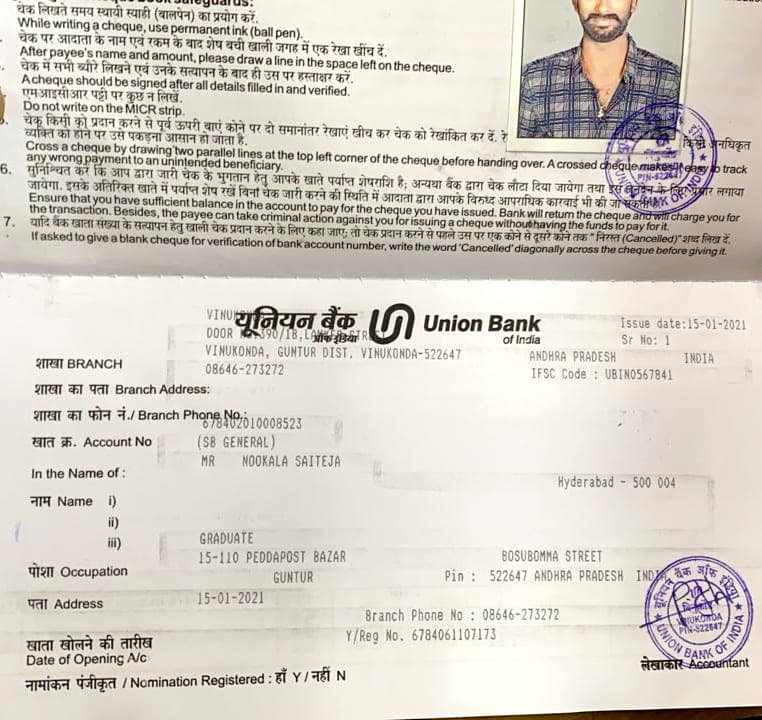 चेक लिखते समय स्थायी स्याही (बालपेन) का प्रयोग करें.
While writing a cheque, use permanent ink (ball pen).
चेक पर आदाता के नाम एवं रकम के बाद शेष बची खाली जगह में एक रेखा खींच दें.
After payee's name and amount, please draw a line in the space left on the cheque.
चेक में सभी ब्यौरे लिखने एवं उनके सत्यापन के बाद ही उस पर हस्ताक्षर करें.
A cheque should be signed after all details filled in and verified.
एमआइसीआर पट्टी पर कुछ न लिखें.
Do not write on the MICR strip.
चेक किसी को प्रदान करने से पूर्व ऊपरी बाएं कोने पर दो समानांतर रेखाएं खींच कर चेक को रेखांकित कर दें. किसी अनधिकृत
व्यक्ति को होने पर उसे पकड़ना आसान हो जाता है.
Cross a cheque by drawing two parallel lines at the top left corner of the cheque before handing over. A crossed cheque makes it easy to track
any wrong payment to an unintended beneficiary.
6. सुनिश्चित कर कि आप द्वारा जारी चेक के भुगतान हेतु आपके खाते पर्याप्त शेषराशि है; अन्यथा बैंक द्वारा चेक लौटा दिया जायेगा तथा इस के लिए प्रभार लगाया
जायेगा. इसके अतिरिक्त खाते में पर्याप्त शेष रखे बिना चेक जारी करने की स्थिति में आदाता द्वारा आपके विरुध्द आपराधिक कारवाई भी की जा सकती
Ensure that you have sufficient balance in the account to pay for the cheque you have issued. Bank will return the cheque and will charge you for
the transaction. Besides, the payee can take criminal action against you for issuing a cheque without having the funds to pay for it.
7. यदि बैंक खाता संख्या के सत्यापन हेतु खाली चेक प्रदान करने के लिए कहा जाए; तो चेक प्रदान करने से पहले उस पर एक कोने से दूसरे कोने तक "निरस्त (Cancelled)" शब्द लिख दें.
If asked to give a blank cheque for verification of bank account number, write the word 'Cancelled' diagonally across the cheque before giving it.
PIN-522647
BANK OF INDIA
यूनियन बैंक
ऑफ इंडिया
Union Bank
of India
Issue date:15-01-2021
Sr No: 1
DOOR
VINUKONDA, GUNTUR DIST. VINUKONDA-522647
ANDHRA PRADESH INDIA
शाखा BRANCH
08646-273272
IFSC Code : UBIN0567841
शाखा का पता Branch Address:
शाखा का फोन नं./ Branch Phone No.:
678402010008523
खात क्र. Account No
(SB GENERAL)
MR NOOKALA SAITEJA
In the Name of :
Hyderabad - 500 004
नाम Name i)
ii)
iii)
GRADUATE
15-110 PEDDAPOST BAZAR
BOSUBOMMA STREET
पोशा Occupation
GUNTUR
Pin : 522647 ANDHRA PRADESH INDIA
पता Address
15-01-2021
Branch Phone No : 08646-273272
Y/Reg No. 6784061107173
खाता खोलने की तारीख
Date of Opening A/c
नामांकन पंजीकृत / Nomination Registered : हाँ Y / नहीं N
यूनियन बैंक ऑफ इंडिया
VINUKONDA
PIN-522647
UNION BANK OF INDIA
लेखाकार Accountant